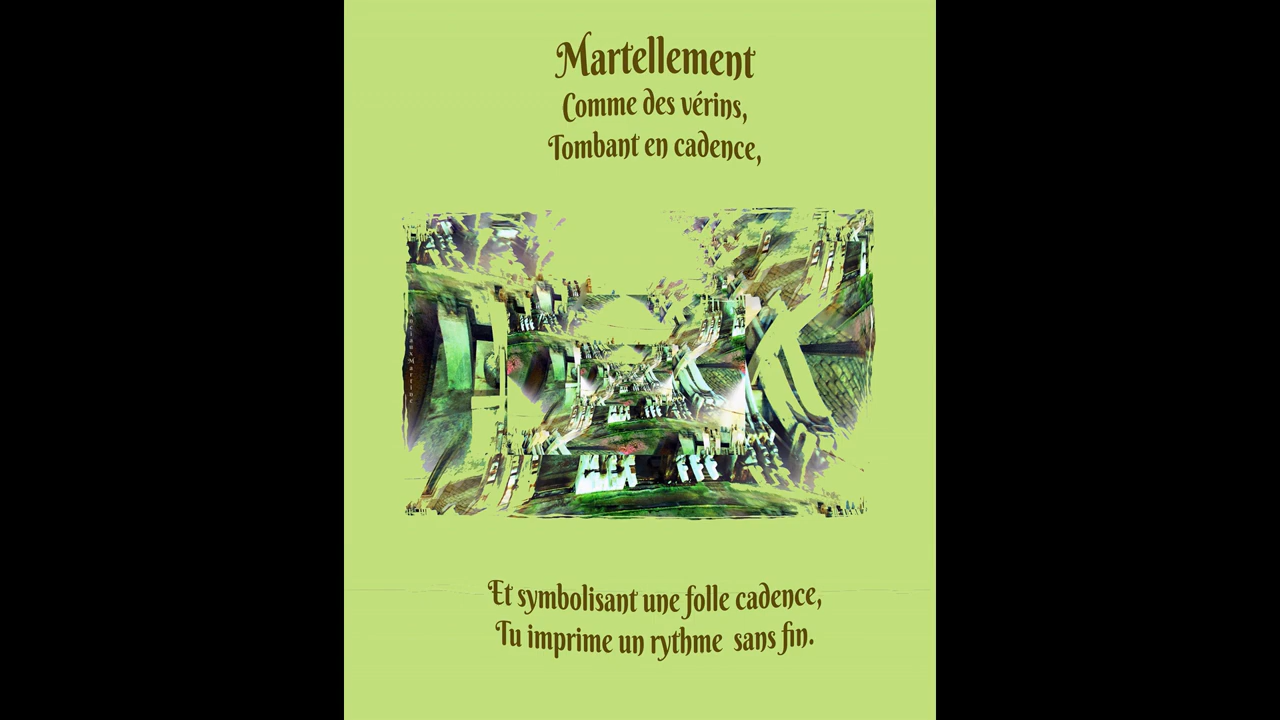 Martellement
Comme des vérins,
Tombant en cadence,
Et symbolisant une folle cadence,
Tu imprime un rythme sans fin.